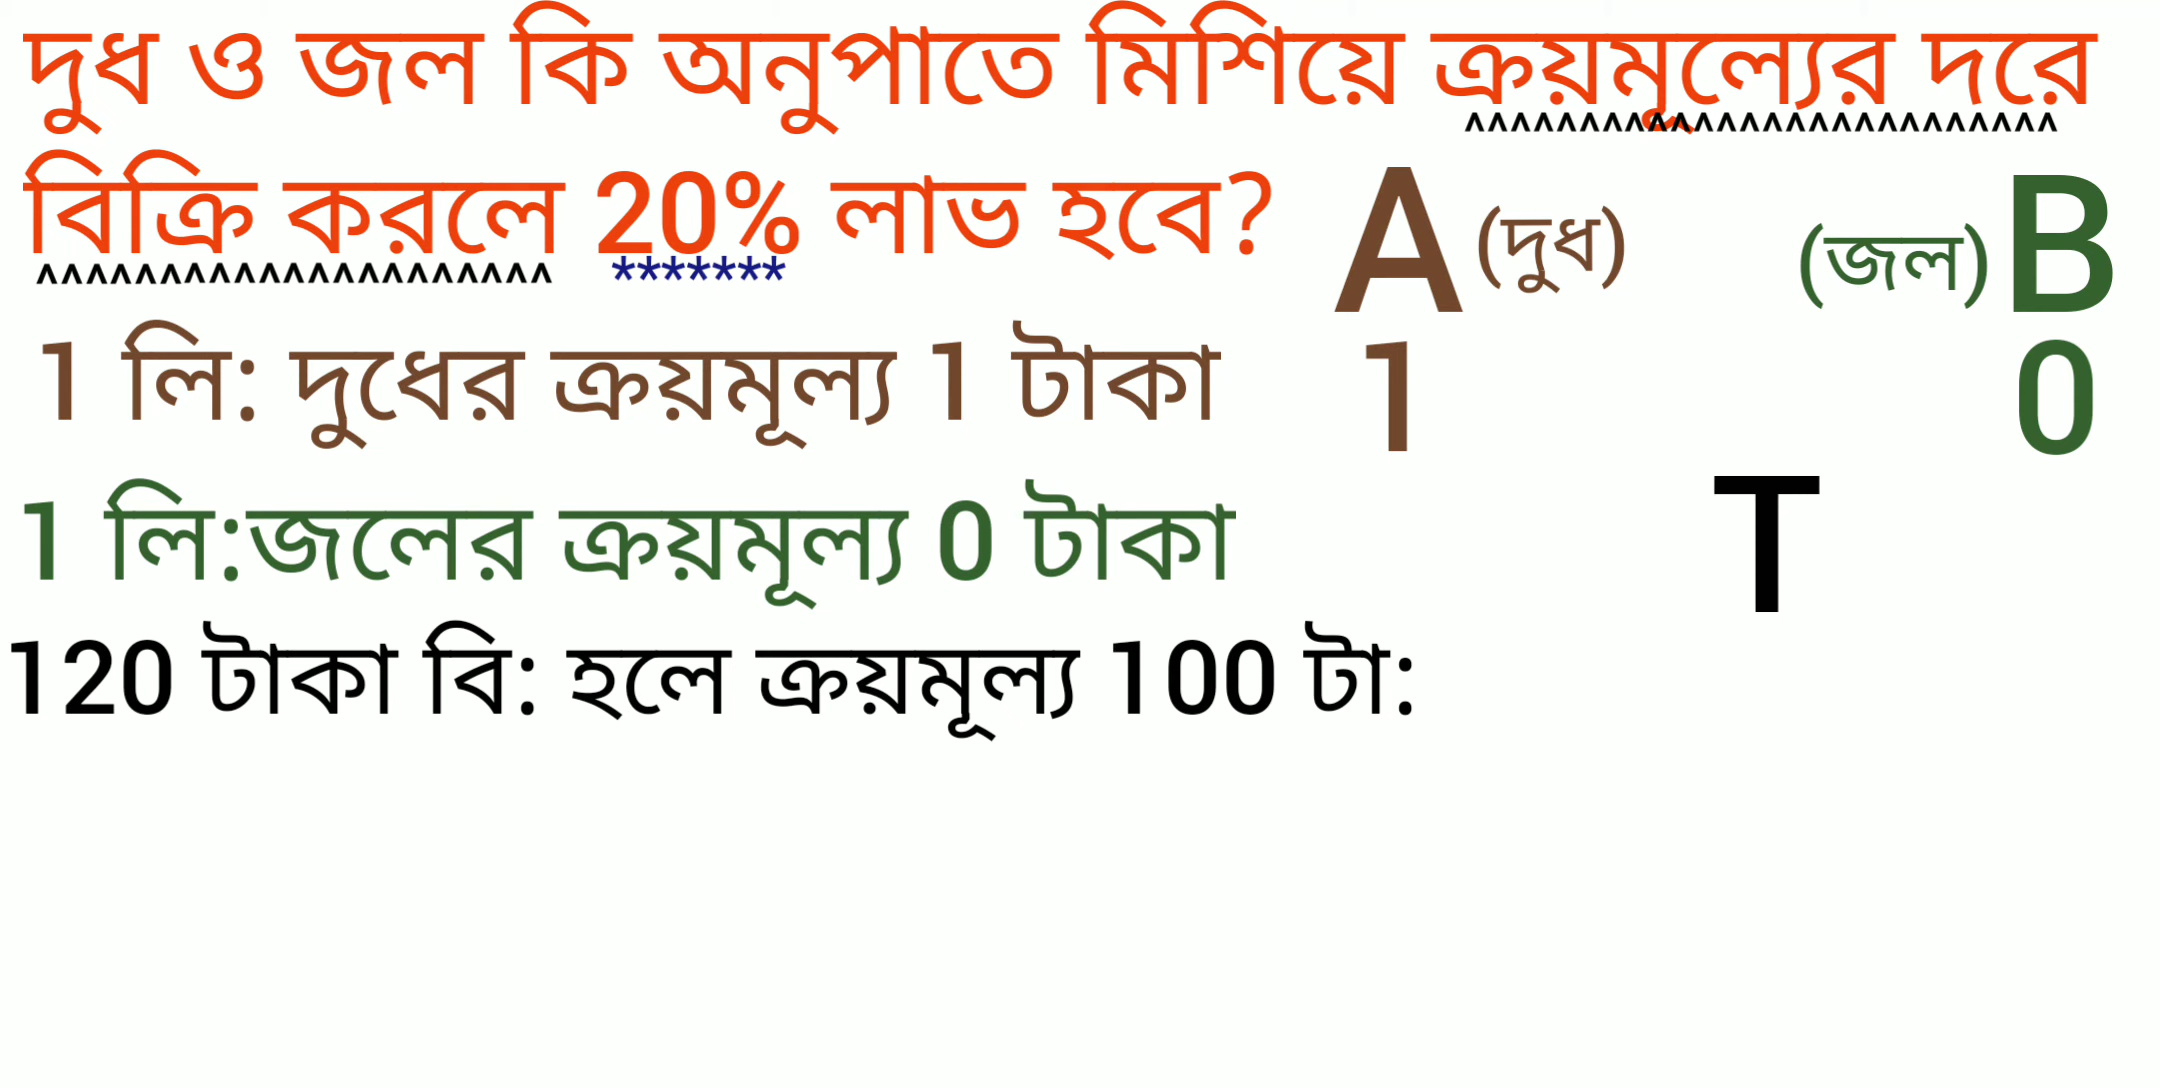 দুধ ও জল কি অনুপাতে মিশিয়ে ক্রয়মূল্যের দরে
^^^^^^^^^^^^^^^^^^^^^^^^^^
বিক্রি করলে 20% লাভ হবে?
^^^^^^^^^^^^^^^^^^^^^ *******
A (দুধ) (জল) B
1 লি: দুধের ক্রয়মূল্য 1 টাকা 1 0
1 লি:জলের ক্রয়মূল্য 0 টাকা T
120 টাকা বি: হলে ক্রয়মূল্য 100 টা: